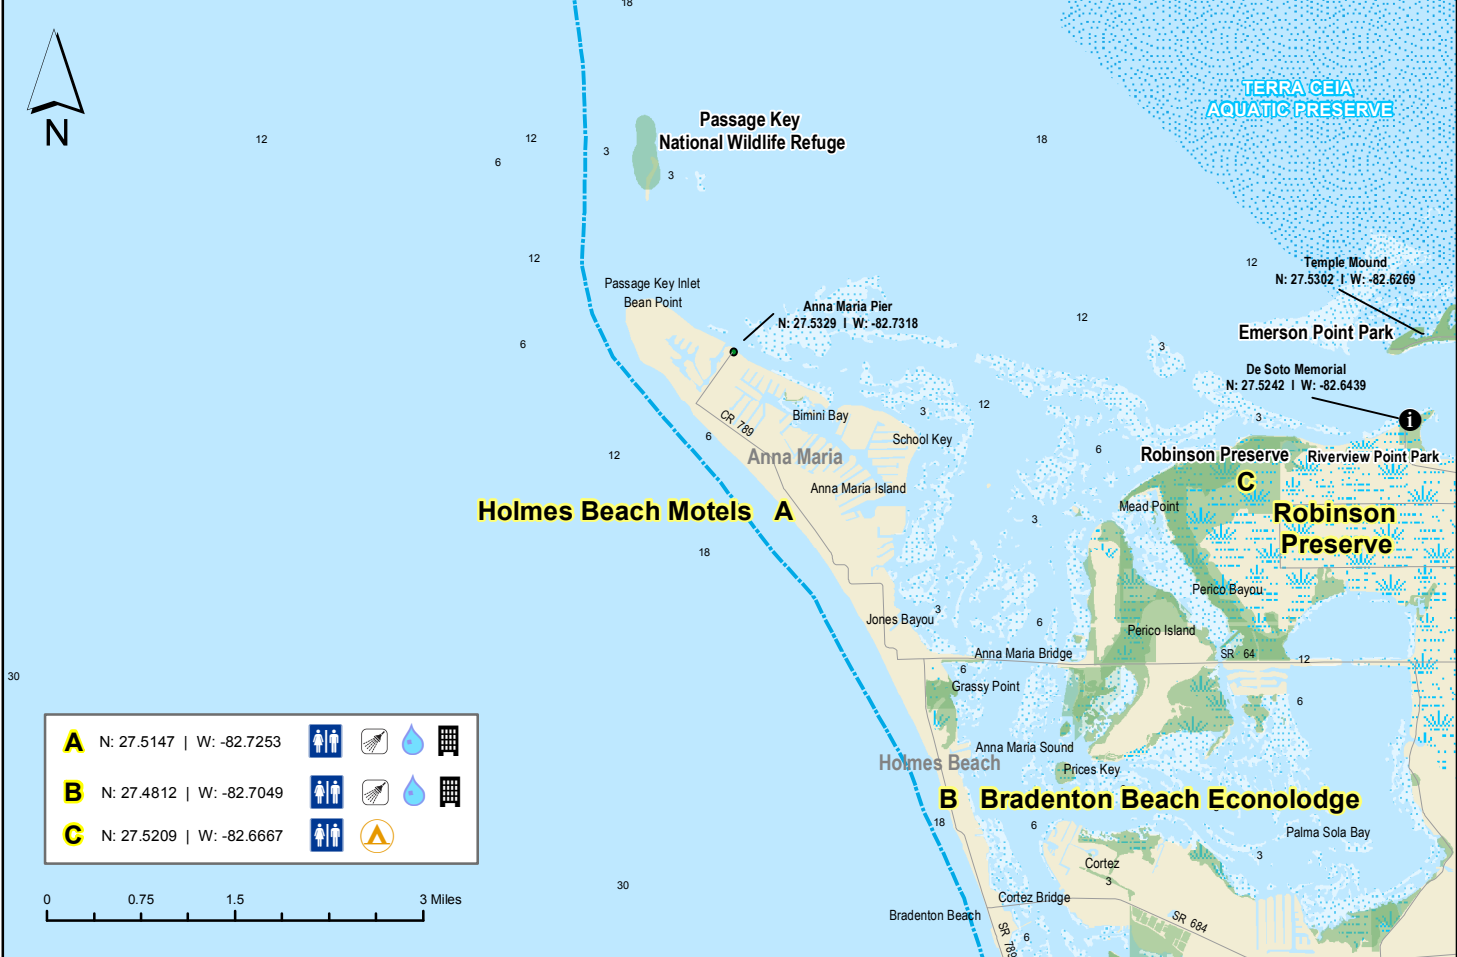 18
N
TERRA CEIA
AQUATIC PRESERVE
Passage Key
National Wildlife Refuge
12
12
6
3
3
18
12
12
Temple Mound
N: 27.5302 I W: -82.6269
Passage Key Inlet
Bean Point
Anna Maria Pier
N: 27.5329 I W: -82.7318
12
6
3
Emerson Point Park
De Soto Memorial
N: 27.5242 I W: -82.6439
i
12
3
3
CR 789
Bimini Bay
School Key
6
12
6
Anna Maria
Robinson Preserve
Riverview Point Park
C
Anna Maria Island
Holmes Beach Motels A
Mead Point
Robinson
Preserve
3
18
Perico Bayou
3
Jones Bayou
6
Perico Island
Anna Maria Bridge
SR 64
12
6
30
Grassy Point
6
Anna Maria Sound
Holmes Beach
Prices Key
B Bradenton Beach Econolodge
18
6
Palma Sola Bay
3
Cortez
3
30
Cortez Bridge
Bradenton Beach
SR 684
SR 789
6
A N: 27.5147 | W: -82.7253
B N: 27.4812 | W: -82.7049
C N: 27.5209 | W: -82.6667
0 0.75 1.5 3 Miles